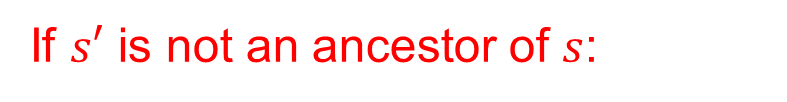 If s′ is not an ancestor of s: